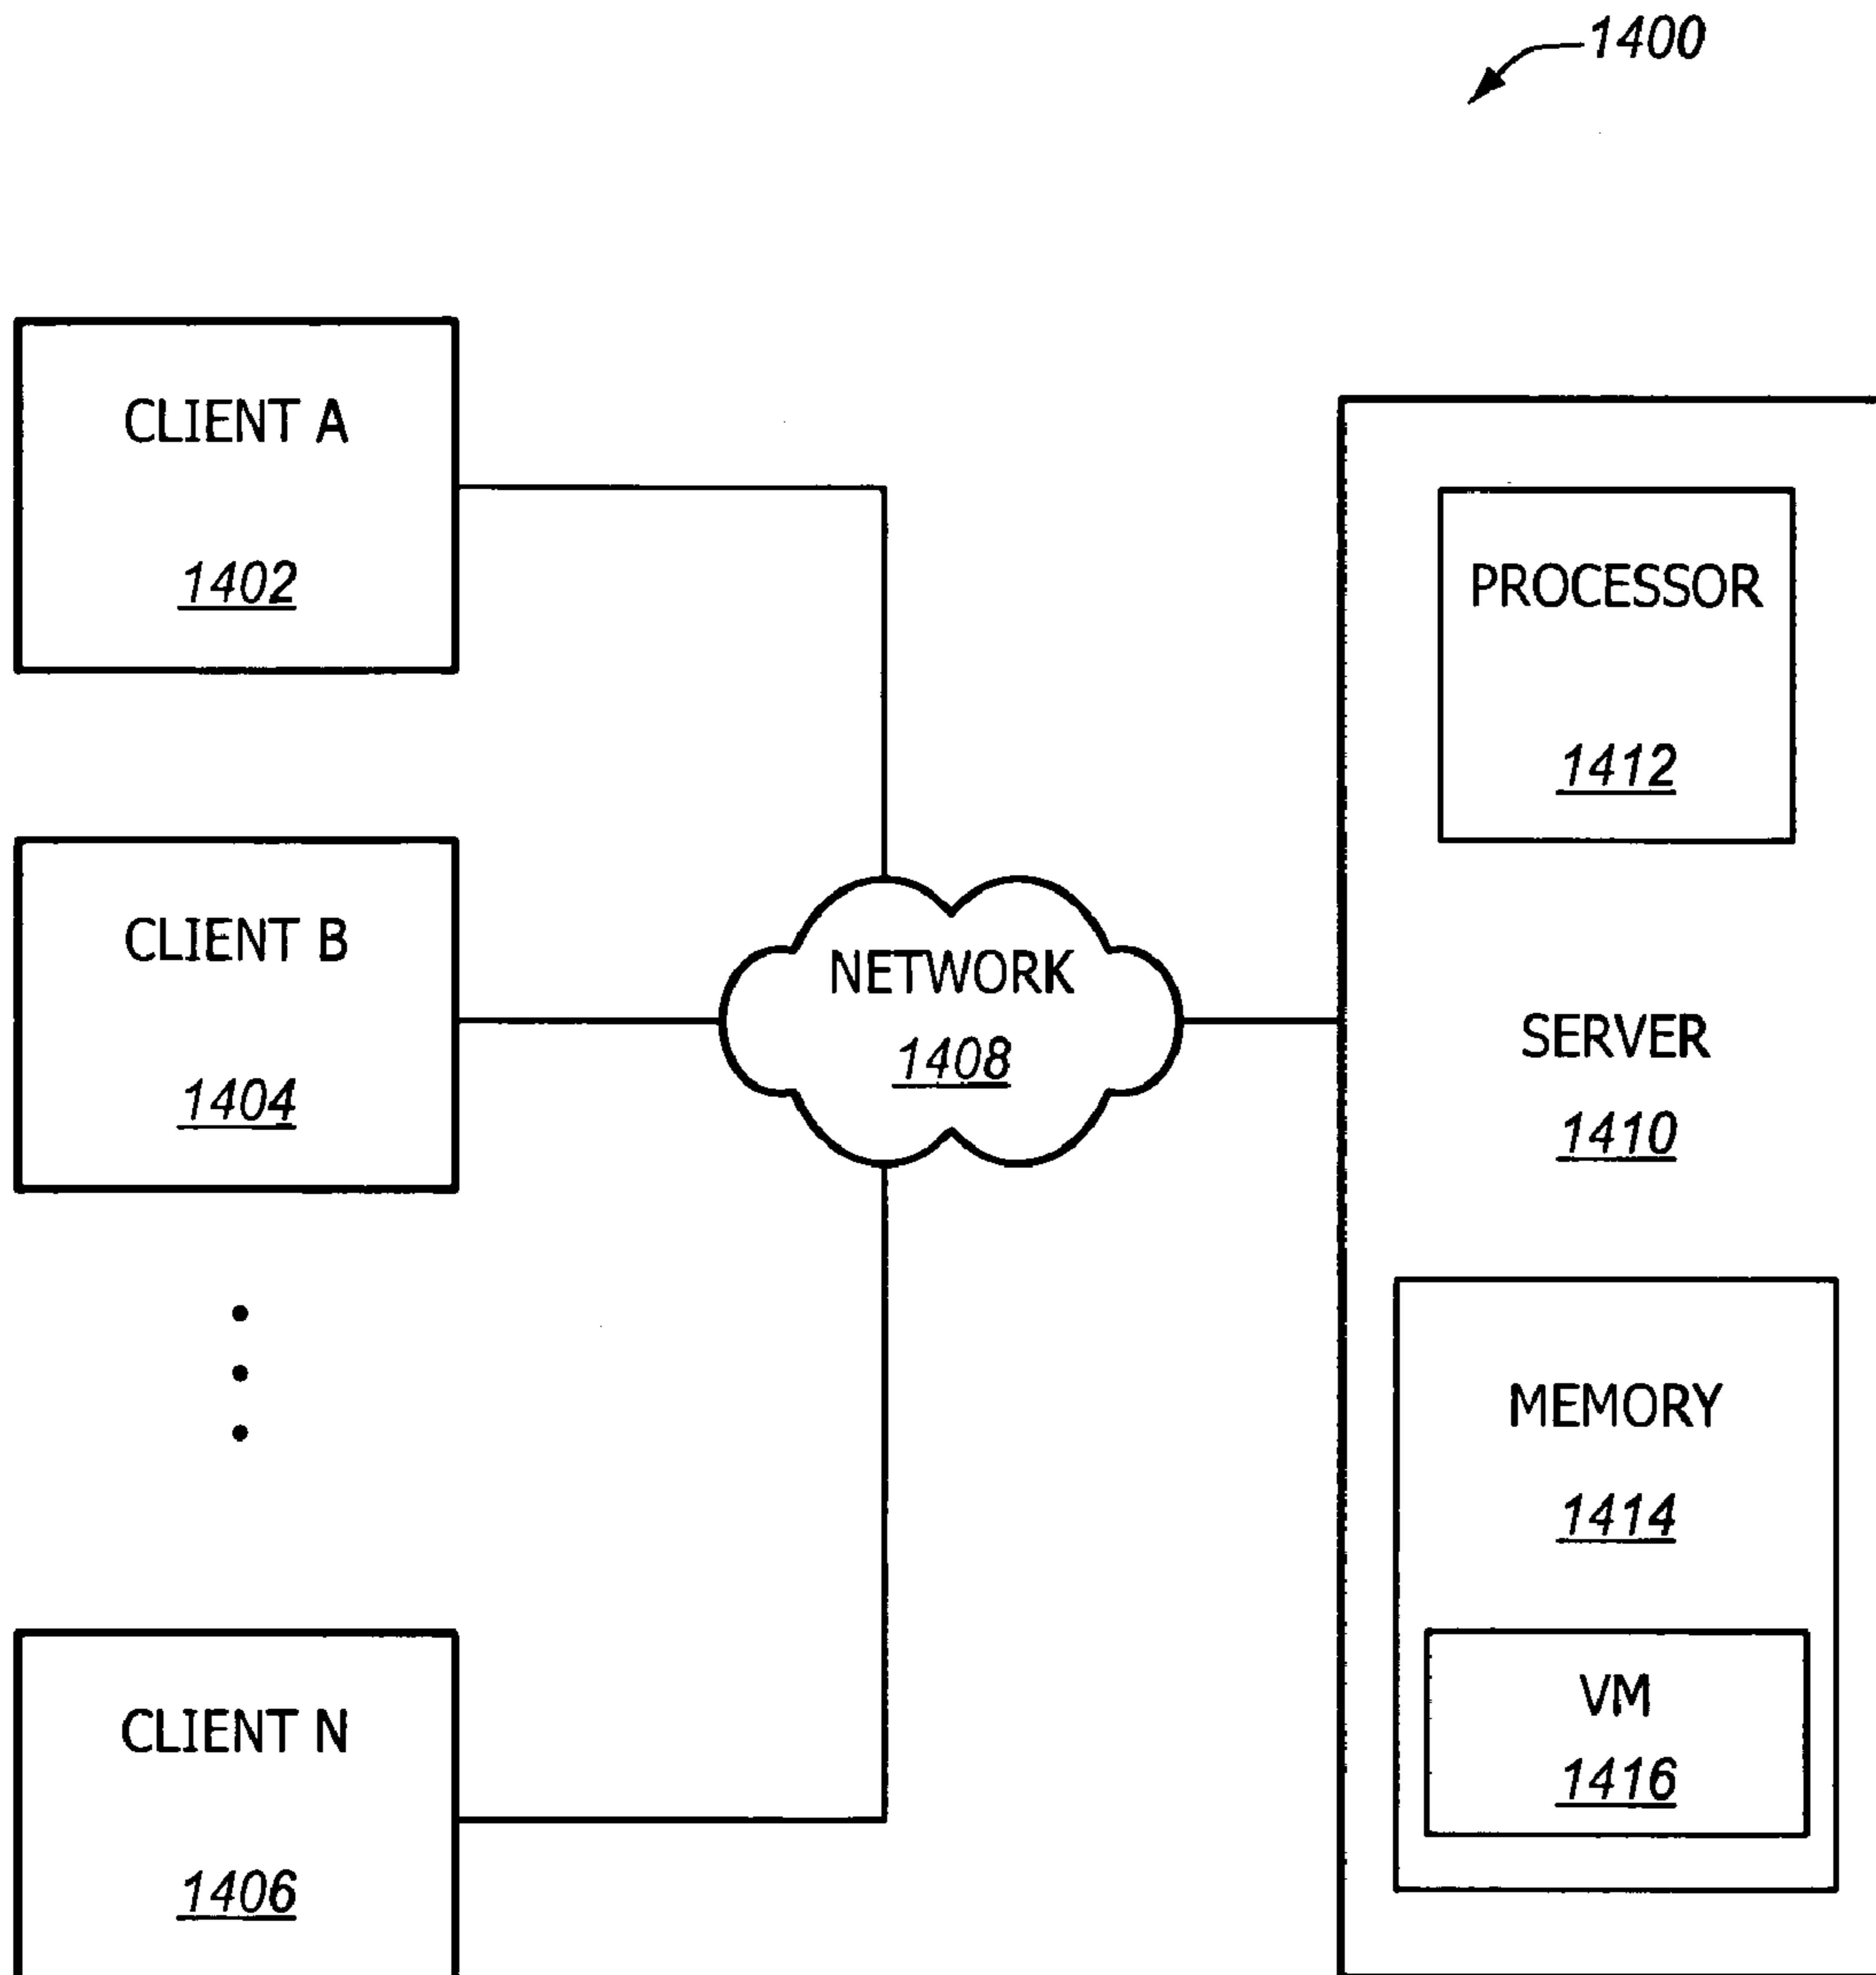 1400
CLIENT A
1402
CLIENT B
1404
CLIENT N
1406
NETWORK
1408
PROCESSOR
1412
SERVER
1410
MEMORY
1414
VM
1416